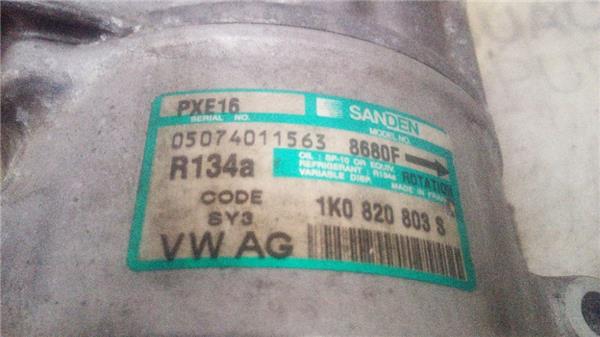 PXE16
SANDEN
SERIAL NO.
MODEL NO.
05074011563
8680F
R134a
OIL : SP-10 OR EQUIV.
REFRIGERANT : R134a
VARIABLE DISP.
ROTATION
MADE IN FRANCE
CODE
SY3
1K0 820 803 S
VW AG